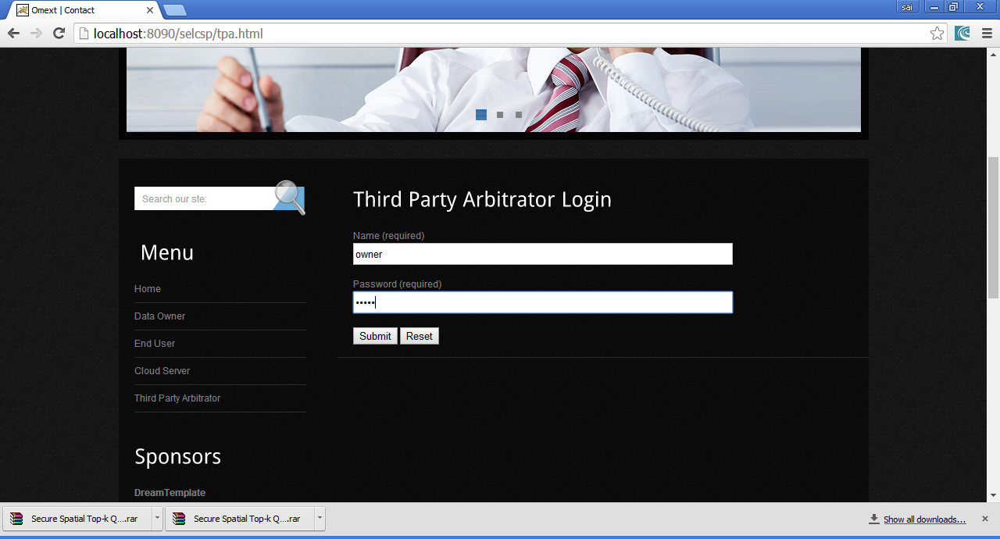 Omext | Contact
sai
localhost:8090/selcsp/tpa.html
Search our ste:
Menu
Home
Data Owner
End User
Cloud Server
Third Party Arbitrator
Sponsors
DreamTemplate
Third Party Arbitrator Login
Name (required)
owner
Password (required)
•••••
Submit Reset
Secure Spatial Top-k Q....rar
Secure Spatial Top-k Q....rar
Show all downloads...